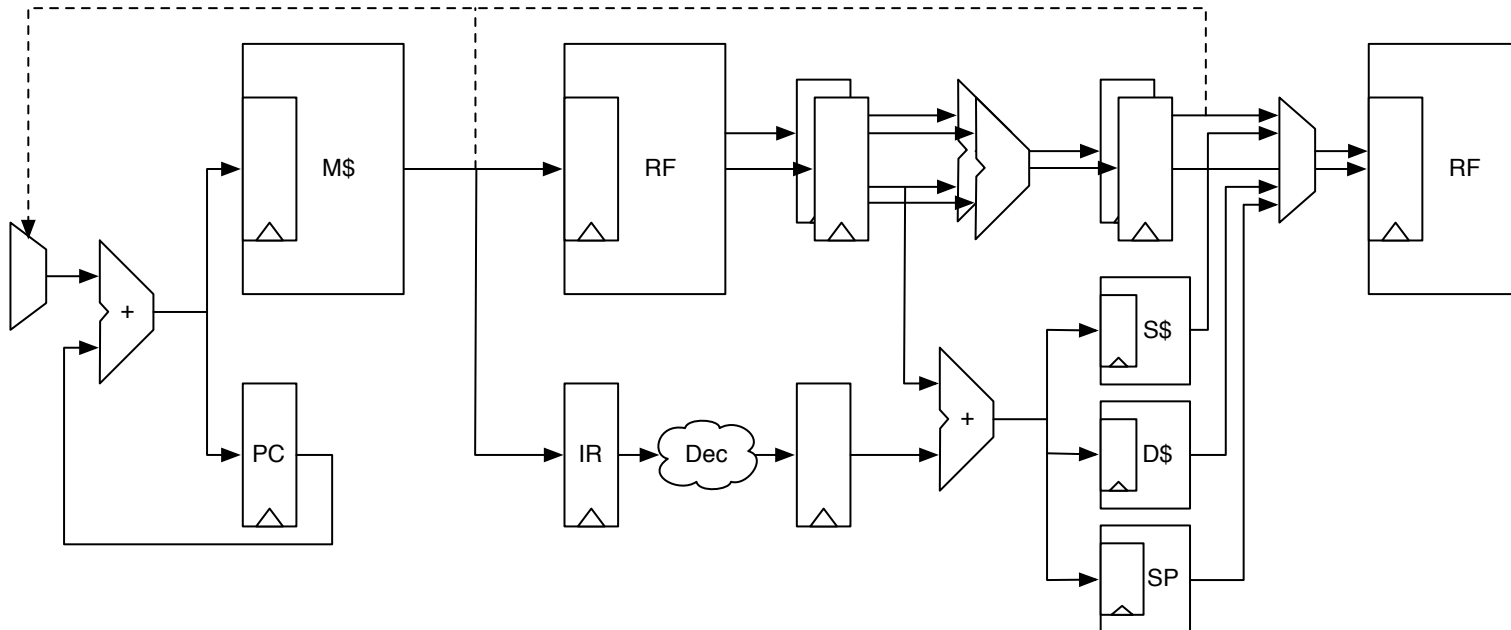 M$
RF
RF
+
S$
PC
IR
Dec
+
D$
SP